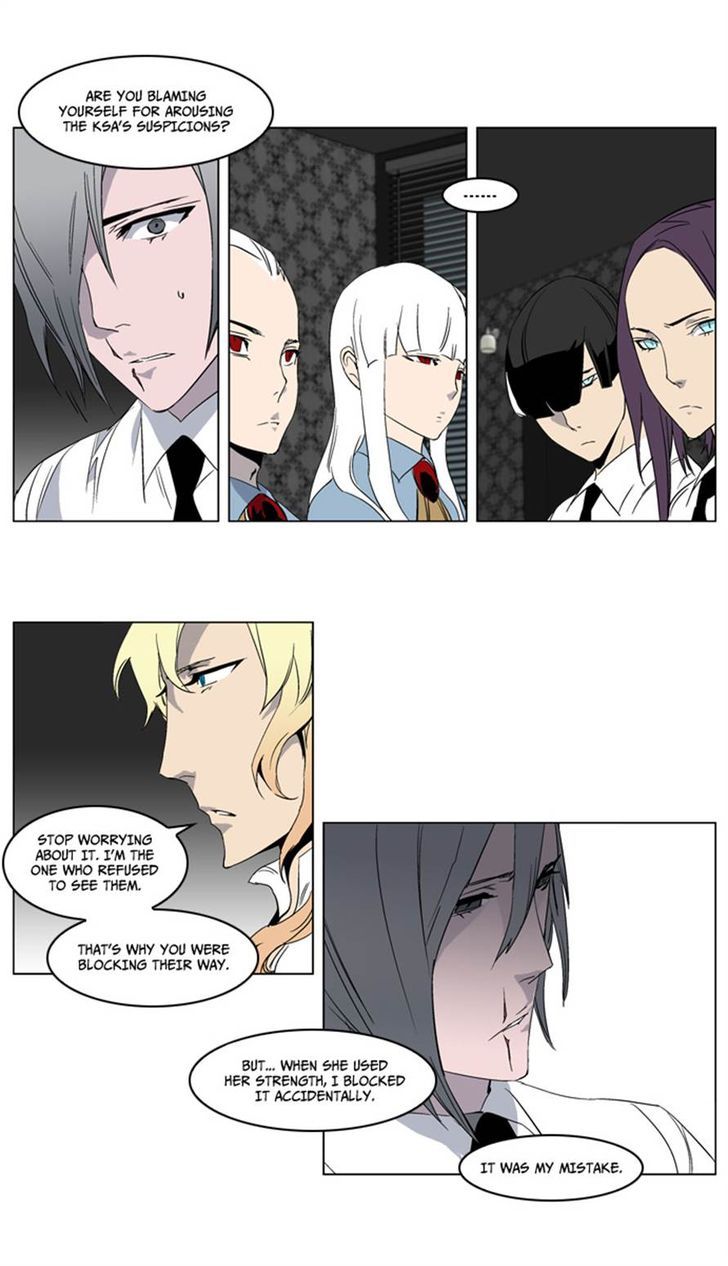 ARE YOU BLAMING
YOURSELF FOR AROUSING
THE KSA'S SUSPICIONS?
------
STOP WORRYING
ABOUT IT. I'M THE
ONE WHO REFUSED
TO SEE THEM.
THAT'S WHY YOU WERE
BLOCKING THEIR WAY.
BUT... WHEN SHE USED
HER STRENGTH, I BLOCKED
IT ACCIDENTALLY.
IT WAS MY MISTAKE.